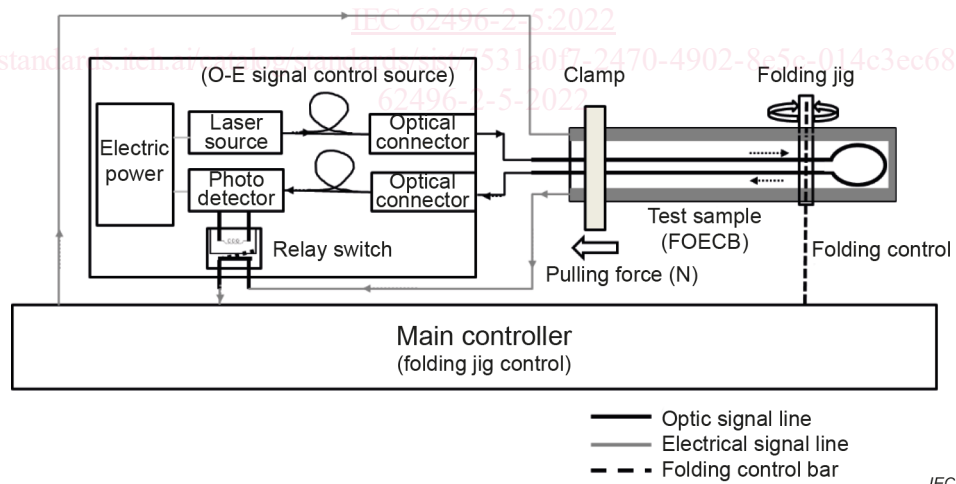 IEC 62496-2-5:2022
standards.iteh.ai/catalog/standards/sist/7531a0f7-2470-4902-8e5c-014c3ec68
62496-2-5-2022
(O-E signal control source)
Clamp
Folding jig
Electric
power
Laser
source
Optical
connector
Photo
detector
Optical
connector
Relay switch
Test sample
(FOECB)
Pulling force (N)
Folding control
Main controller
(folding jig control)
Optic signal line
Electrical signal line
Folding control bar
IEC